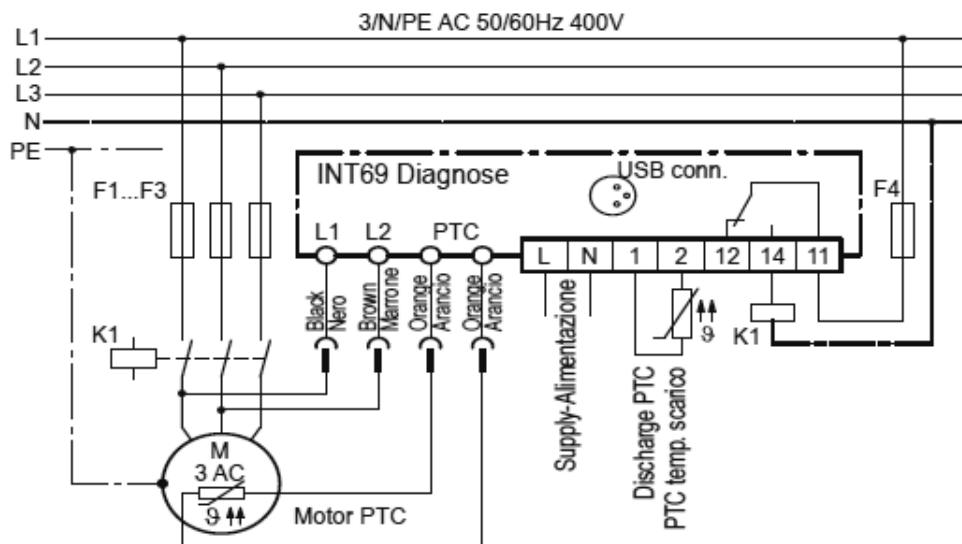 3/N/PE AC 50/60Hz 400V
L1
L2
L3
N
PE
INT69 Diagnose
USB conn.
F1...F3
F4
L1 L2 PTC
L N 1 2 12 14 11
Black
Nero
Brown
Marrone
Orange
Arancio
Orange
Arancio
K1
Supply-Alimentazione
Discharge PTC
PTC temp. scarico
ϑ
K1
M
3 AC
ϑ
Motor PTC